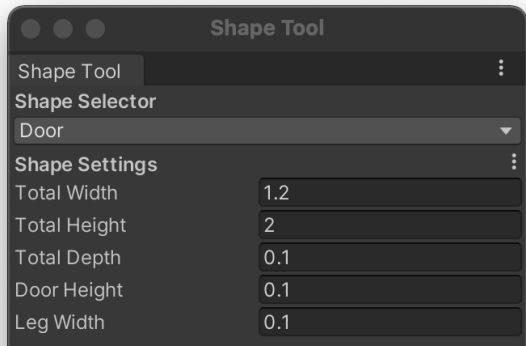 Shape Tool
Shape Tool
Shape Selector
Door
Shape Settings
Total Width 1.2
Total Height 2
Total Depth 0.1
Door Height 0.1
Leg Width 0.1